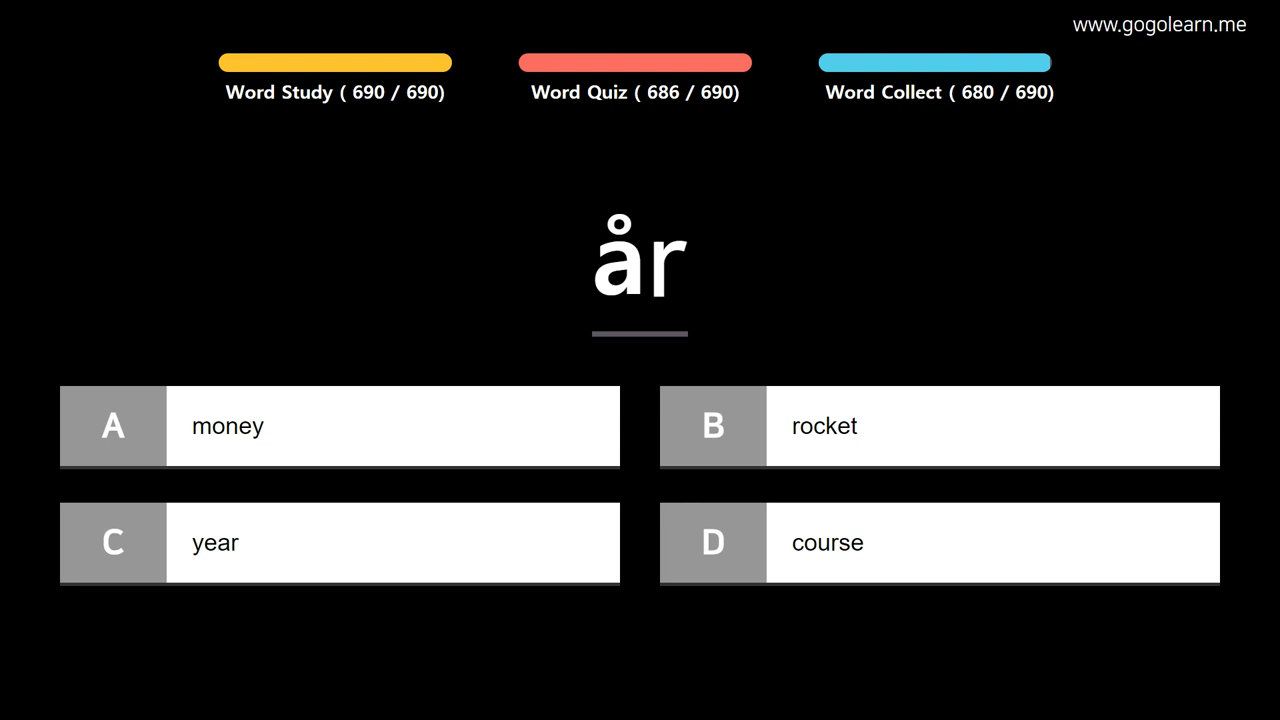 www.gogolearn.me
Word Study ( 690 / 690)
Word Quiz ( 686 / 690)
Word Collect ( 680 / 690)
år
A money
B rocket
C year
D course